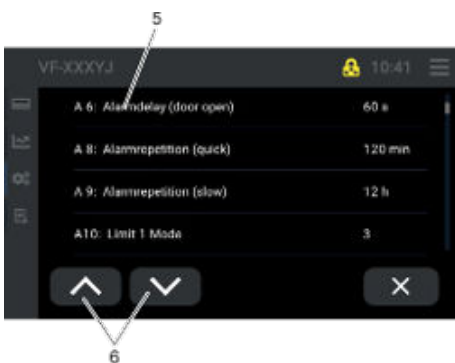 5
VF-XXXYJ
10:41
A 6: Alarmdelay (door open) 60 s
A 8: Alarmrepetition (quick) 120 min
A 9: Alarmrepetition (slow) 12 h
A10: Limit 1 Mode 3
6